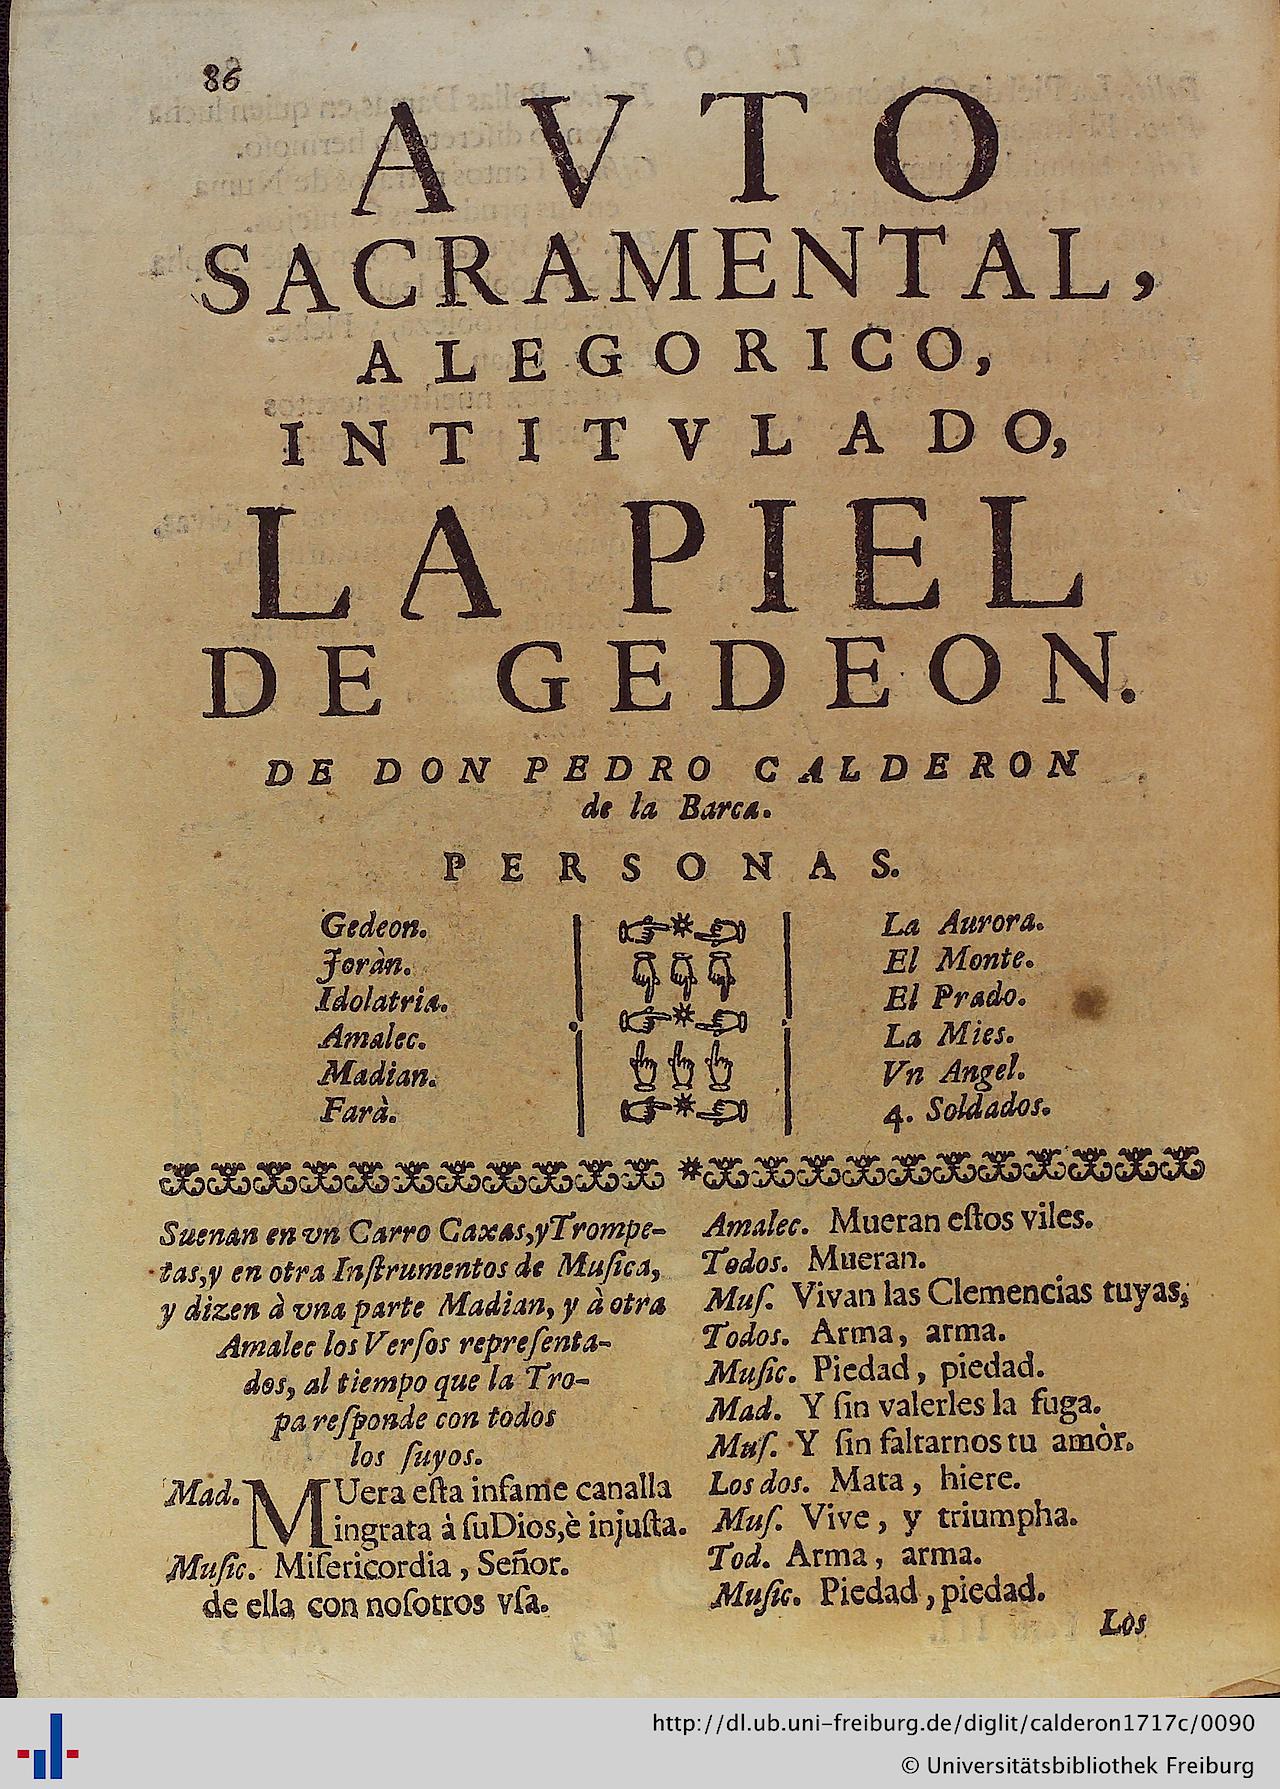 86
AVTO
SACRAMENTAL,
ALEGORICO,
INTITVLADO,
LA PIEL
DE GEDEON.
DE DON PEDRO CALDERON
de la Barca.
PERSONAS.
Gedeon.
Joràn.
Idolatria.
Amalec.
Madian.
Farà.
La Aurora.
El Monte.
El Prado.
La Mies.
Vn Angel.
4. Soldados.
Suenan en vn Carro Caxas,y Trompe-
tas,y en otra Inſtrumentos de Muſica,
y dizen à vna parte Madian, y à otra
Amalec los Verſos repreſenta-
dos, al tiempo que la Tro-
pa reſponde con todos
los ſuyos.
Mad. MUera eſta infame canalla
ingrata à ſuDios,è injuſta.
Muſic. Miſericordia, Señor.
de ella con noſotros vſa.
Amalec. Mueran eſtos viles.
Todos. Mueran.
Muſ. Vivan las Clemencias tuyas;
Todos. Arma, arma.
Muſic. Piedad, piedad.
Mad. Y ſin valerles la fuga.
Muſ. Y ſin faltarnos tu amòr.
Los dos. Mata, hiere.
Muſ. Vive, y triumpha.
Tod. Arma, arma.
Muſic. Piedad, piedad.
Los
http://dl.ub.uni-freiburg.de/diglit/calderon1717c/0090
© Universitätsbibliothek Freiburg